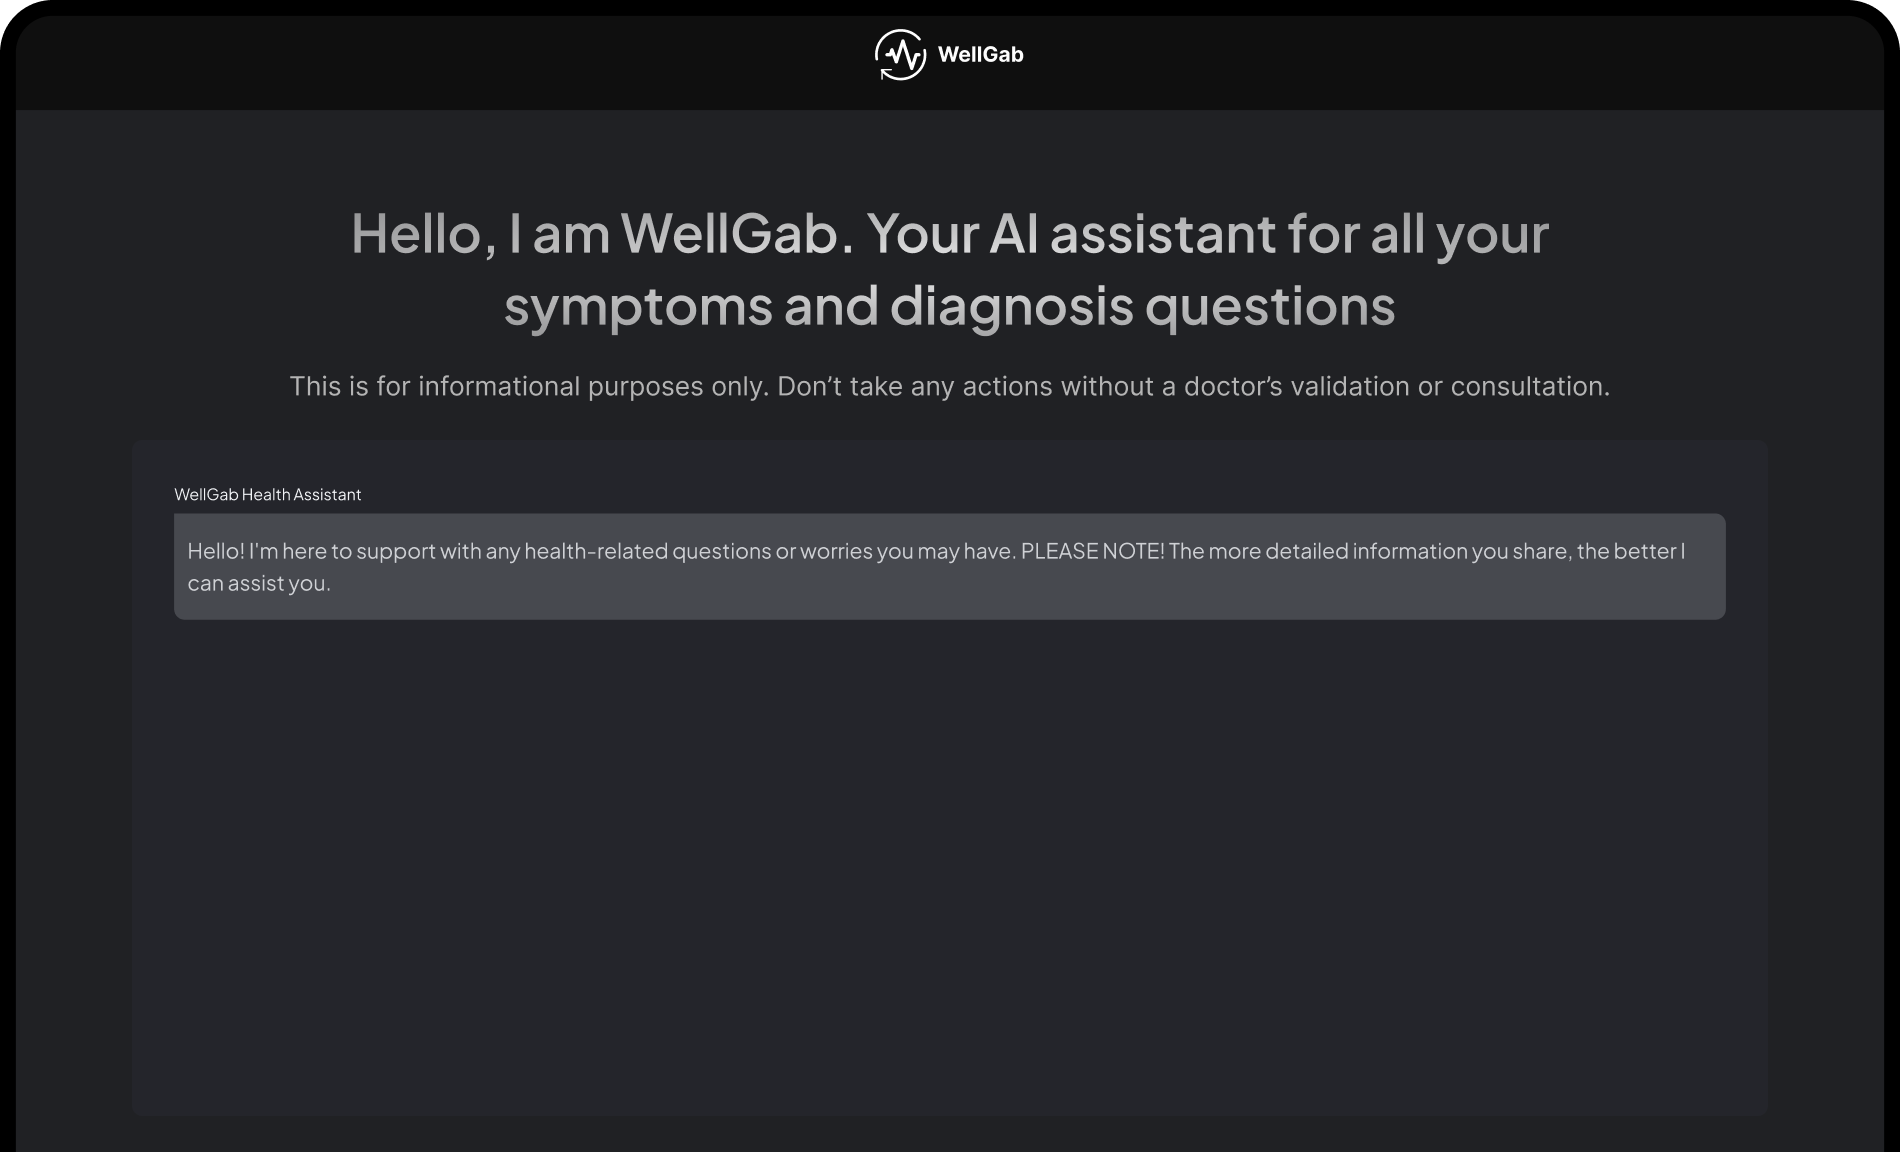 WellGab
Hello, I am WellGab. Your AI assistant for all your
symptoms and diagnosis questions
This is for informational purposes only. Don’t take any actions without a doctor’s validation or consultation.
WellGab Health Assistant
Hello! I'm here to support with any health-related questions or worries you may have. PLEASE NOTE! The more detailed information you share, the better I
can assist you.